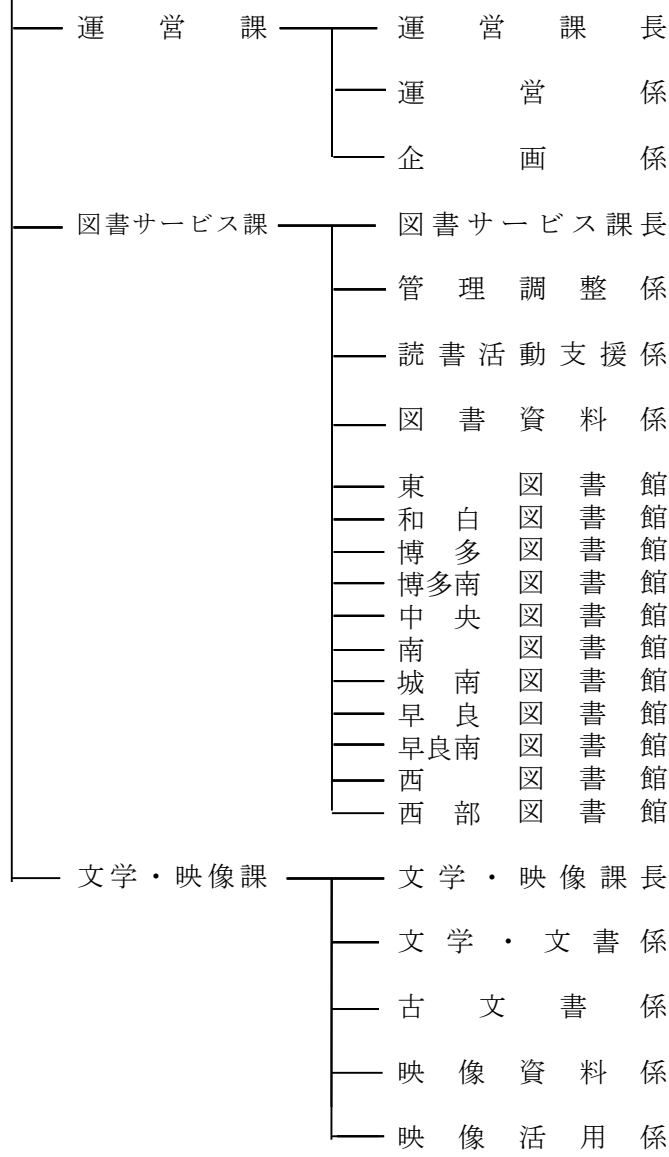 運営課 運営課長
運営係
企画係
図書サービス課 図書サービス課長
管理調整係
読書活動支援係
図書資料係
東図書館
和白図書館
博多図書館
博多南図書館
中央図書館
南図書館
城南図書館
早良図書館
早良南図書館
西図書館
西部図書館
文学・映像課 文学・映像課長
文学・文書係
古文書係
映像資料係
映像活用係